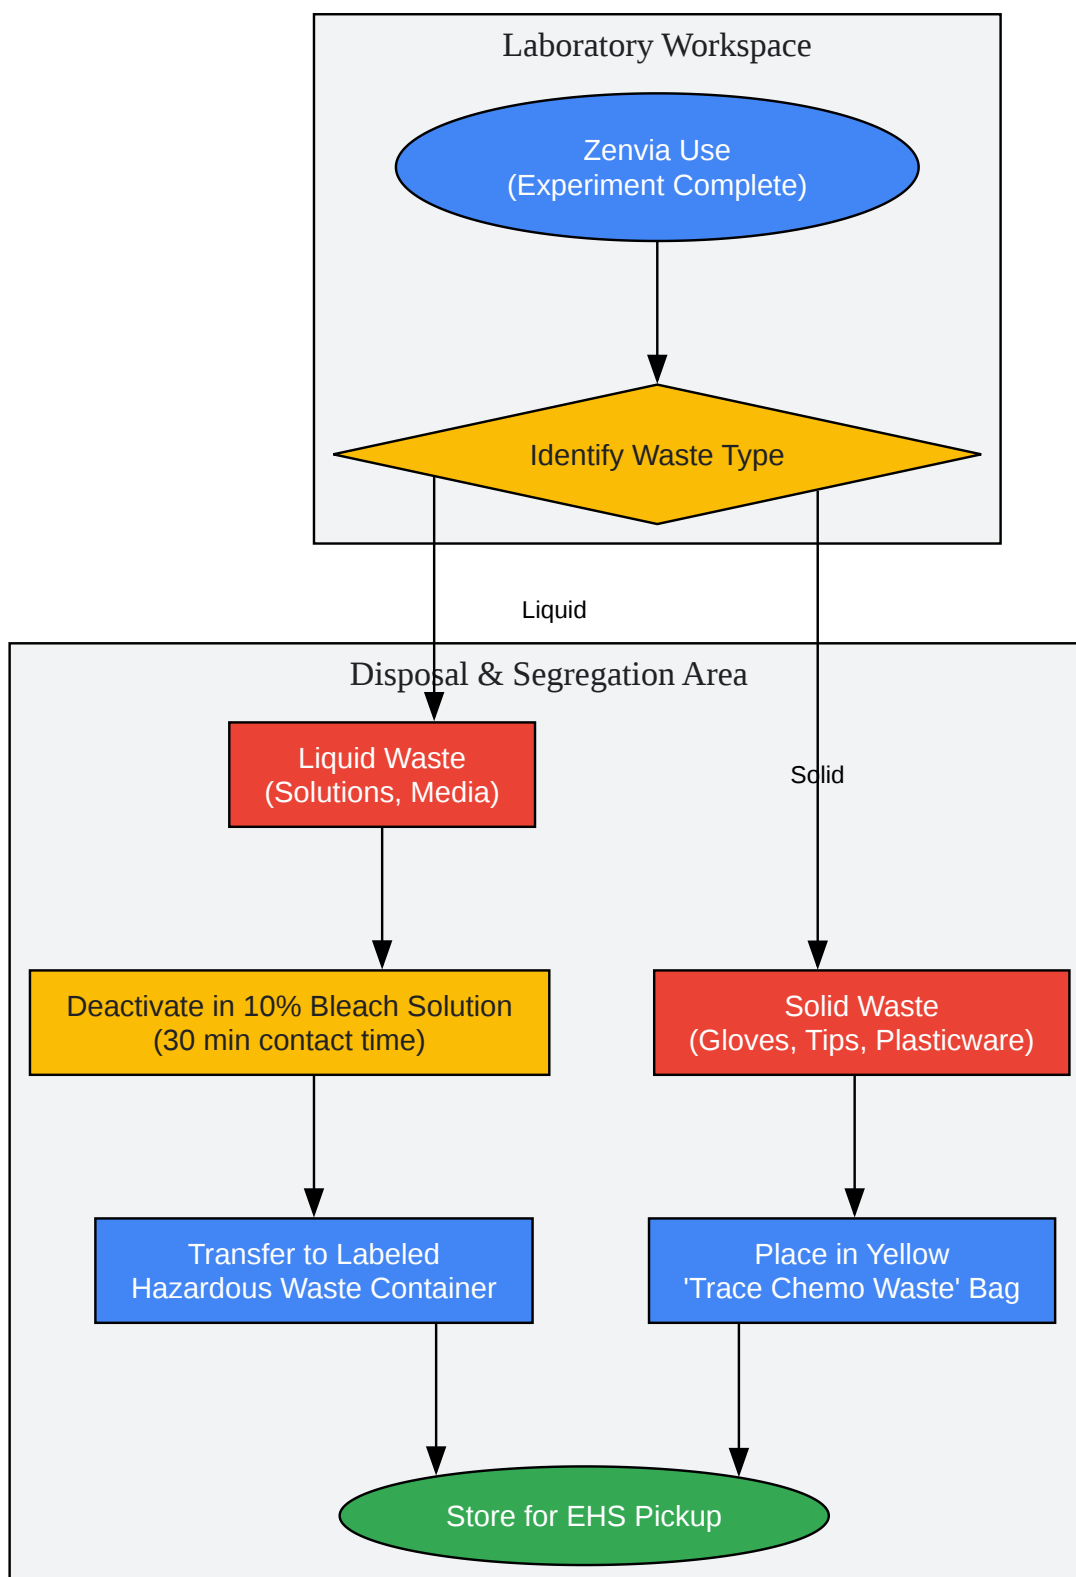 Laboratory Workspace
Zenvia Use
(Experiment Complete)
Identify Waste Type
Liquid
Disposal & Segregation Area
Liquid Waste
(Solutions, Media)
Solid
Deactivate in 10% Bleach Solution
(30 min contact time)
Solid Waste
(Gloves, Tips, Plasticware)
Transfer to Labeled
Hazardous Waste Container
Place in Yellow
'Trace Chemo Waste' Bag
Store for EHS Pickup